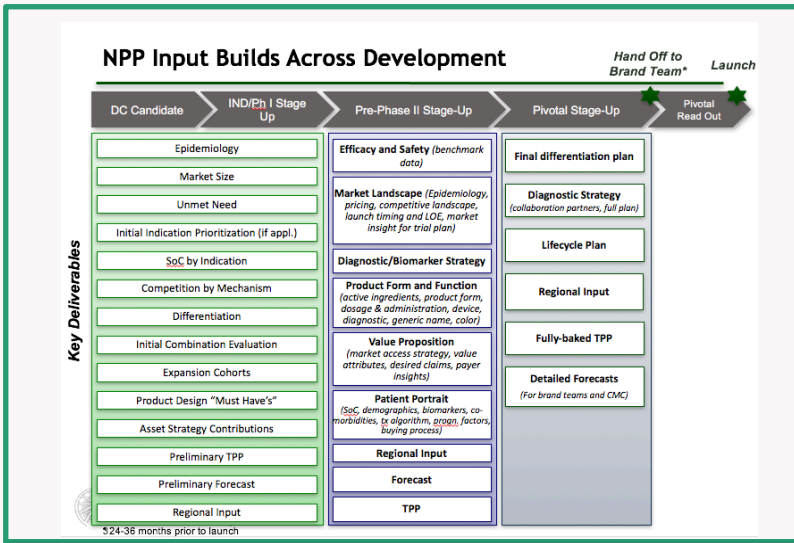 NPP Input Builds Across Development
Hand Off to
Brand Team*
Launch
DC Candidate
IND/Ph I Stage
Up
Pre-Phase II Stage-Up
Pivotal Stage-Up
Pivotal
Read Out
Key Deliverables
Epidemiology
Market Size
Unmet Need
Initial Indication Prioritization (if appl.)
SoC by Indication
Competition by Mechanism
Differentiation
Initial Combination Evaluation
Expansion Cohorts
Product Design “Must Have’s”
Asset Strategy Contributions
Preliminary TPP
Preliminary Forecast
Regional Input
Efficacy and Safety (benchmark
data)
Market Landscape (Epidemiology,
pricing, competitive landscape,
launch timing and LOE, market
insight for trial plan)
Diagnostic/Biomarker Strategy
Product Form and Function
(active ingredients, product form,
dosage & administration, device,
diagnostic, generic name, color)
Value Proposition
(market access strategy, value
attributes, desired claims, payer
insights)
Patient Portrait
(SoC, demographics, biomarkers, co-
morbidities, tx algorithm, progn. factors,
buying process)
Regional Input
Forecast
TPP
Final differentiation plan
Diagnostic Strategy
(collaboration partners, full plan)
Lifecycle Plan
Regional Input
Fully-baked TPP
Detailed Forecasts
(For brand teams and CMC)
24-36 months prior to launch